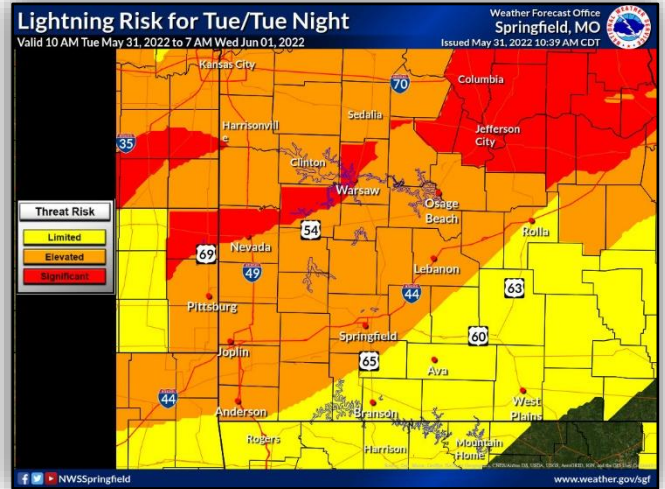 Lightning Risk for Tue/Tue Night
Valid 10 AM Tue May 31, 2022 to 7 AM Wed Jun 01, 2022
Weather Forecast Office
Springfield, MO
Issued May 31, 2022 10:39 AM CDT
Kansas City
70
Columbia
Sedalia
Harrisonvill
e
Jefferson
City
35
Clinton
Warsaw
Osage
Beach
Threat Risk
Limited
Elevated
Significant
54
Rolla
69
Nevada
49
Lebanon
63
44
Pittsburg
Springfield
60
Joplin
65
Ava
44
Anderson
Branson
West
Plains
Rogers
Harrison
Mountain
Home
NWSSpringfield
www.weather.gov/sgf